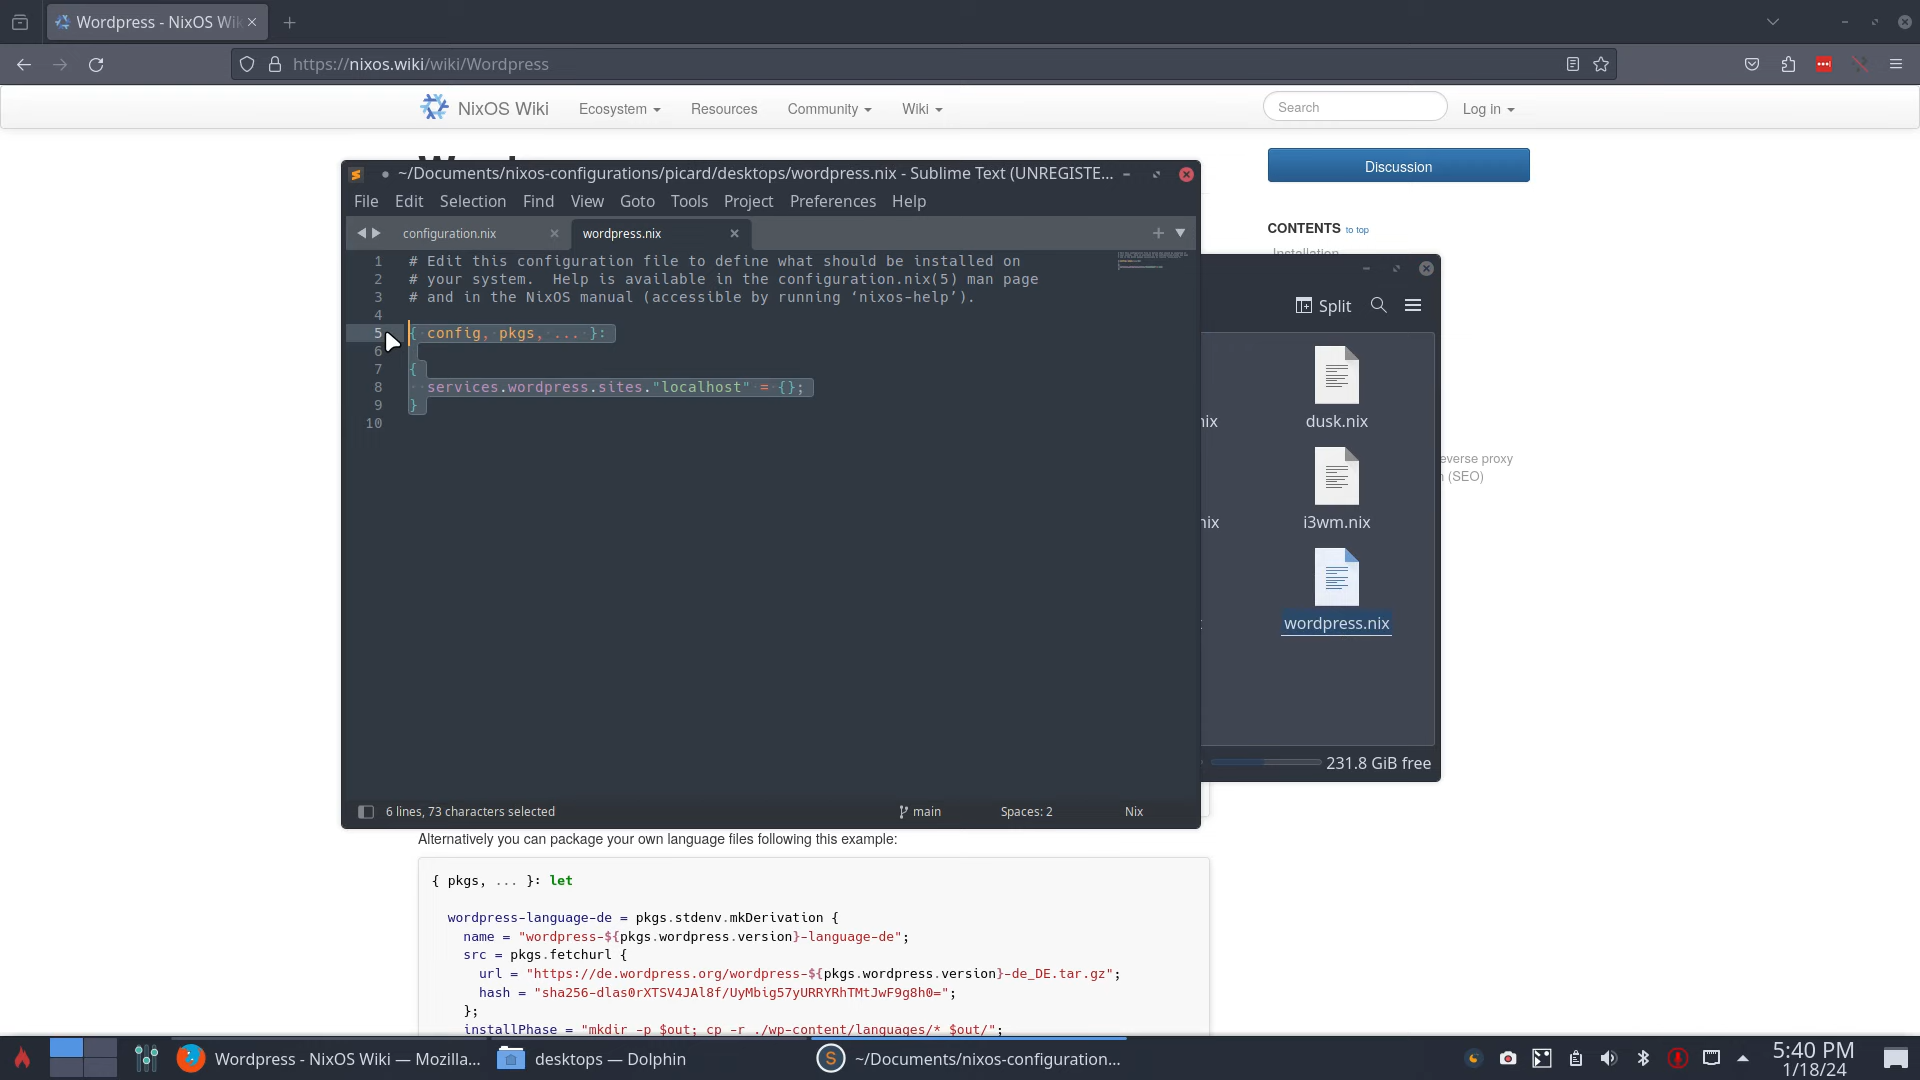 Wordpress - NixOS Wik
https://nixos.wiki/wiki/Wordpress
NixOS Wiki
Ecosystem
Resources
Community
Wiki
Search
Log in
Discussion
CONTENTS to top
Installation
~/Documents/nixos-configurations/picard/desktops/wordpress.nix - Sublime Text (UNREGISTE...
File Edit Selection Find View Goto Tools Project Preferences Help
configuration.nix
wordpress.nix
1 # Edit this configuration file to define what should be installed on
2 # your system.  Help is available in the configuration.nix(5) man page
3 # and in the NixOS manual (accessible by running ‘nixos-help’).
4
5 { config, pkgs, ... }:
6
7 {
8   services.wordpress.sites."localhost" = {};
9 }
10
6 lines, 73 characters selected
main
Spaces: 2
Nix
Split
nix
dusk.nix
nix
i3wm.nix
wordpress.nix
231.8 GiB free
everse proxy
(SEO)
Alternatively you can package your own language files following this example:
{ pkgs, ... }: let
wordpress-language-de = pkgs.stdenv.mkDerivation {
name = "wordpress-${pkgs.wordpress.version}-language-de";
src = pkgs.fetchurl {
url = "https://de.wordpress.org/wordpress-${pkgs.wordpress.version}-de_DE.tar.gz";
hash = "sha256-dlas0rXTSV4JAl8f/UyMbig57yURRYRhTMtJwF9g8h0=";
};
installPhase = "mkdir -p $out; cp -r ./wp-content/languages/* $out/";
Wordpress - NixOS Wiki — Mozilla...
desktops — Dolphin
~/Documents/nixos-configuration...
5:40 PM
1/18/24